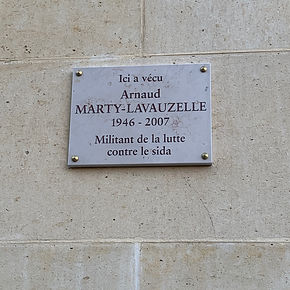 Ici a vécu
Arnaud
MARTY-LAVAUZELLE
1946 - 2007
Militant de la lutte
contre le sida